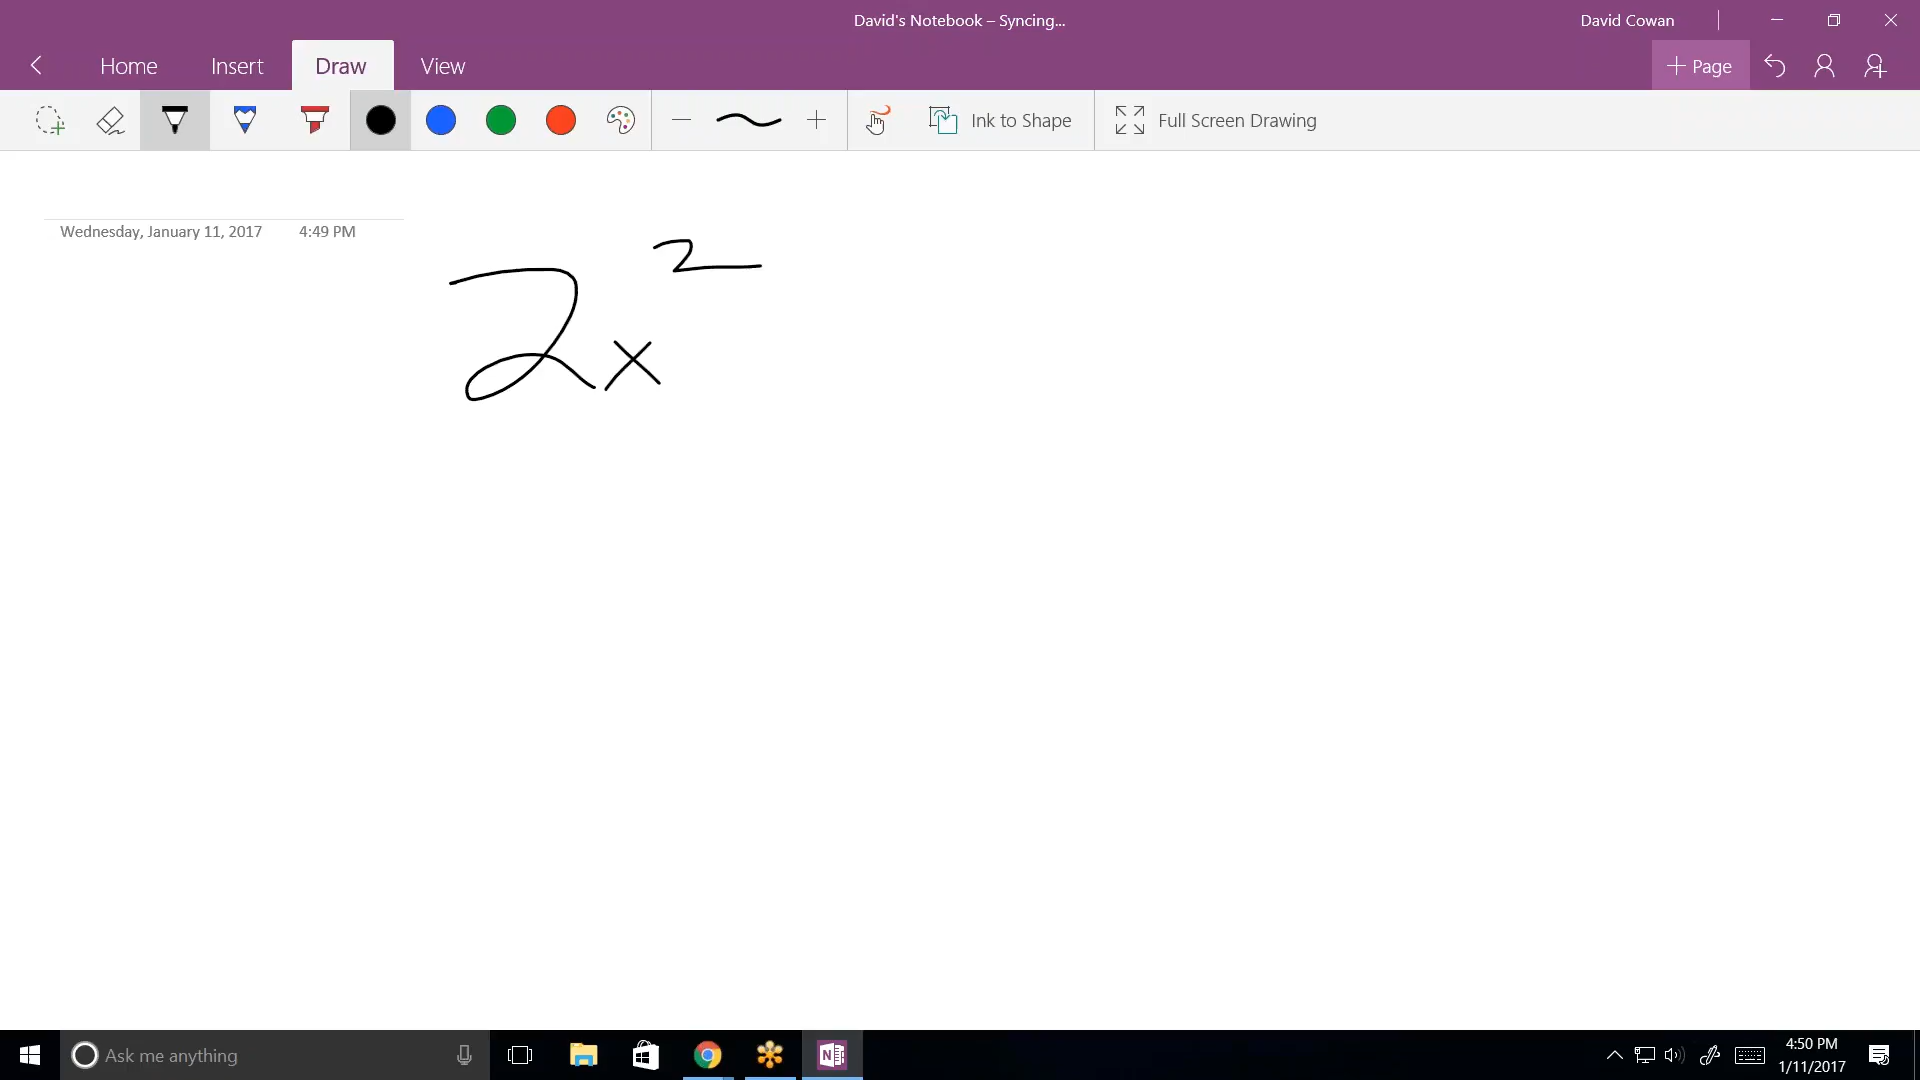 David's Notebook – Syncing...
David Cowan
Home Insert Draw View
Page
Ink to Shape
Full Screen Drawing
Wednesday, January 11, 2017 4:49 PM
2x²
Ask me anything
4:50 PM
1/11/2017